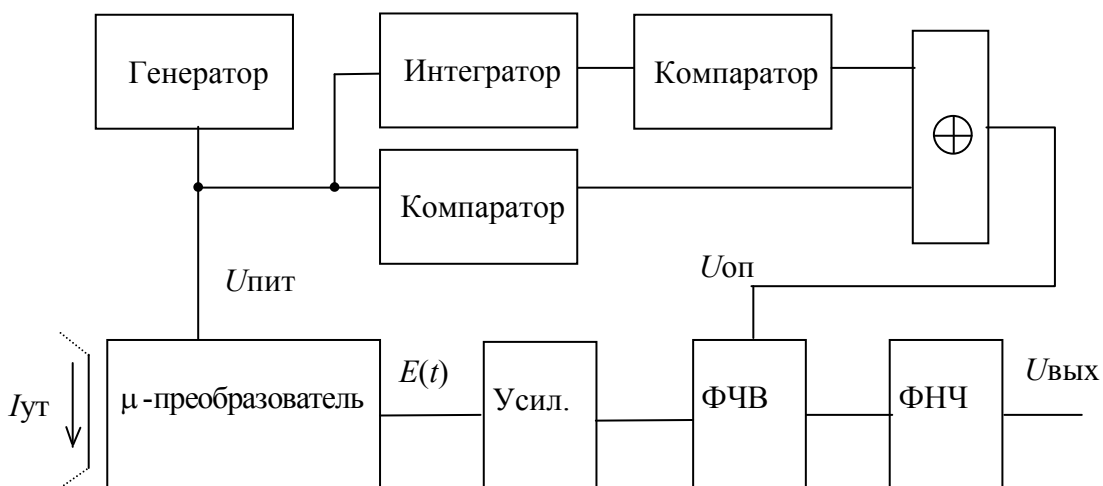 Генератор
Интегратор
Компаратор
Компаратор
Uпит
Uоп
Iут
μ-преобразователь
E(t)
Усил.
ФЧВ
ФНЧ
Uвых